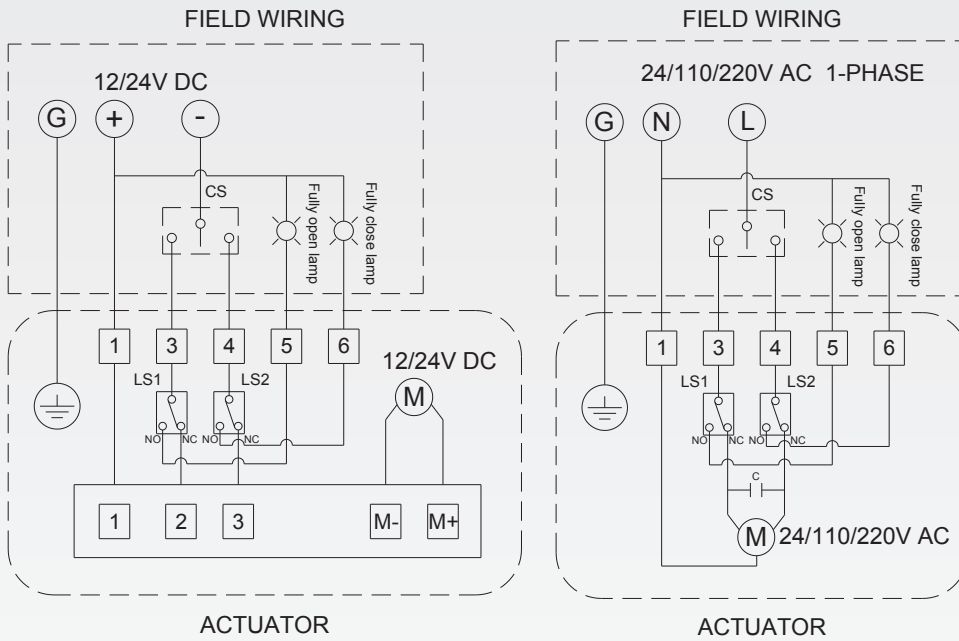 FIELD WIRING
12/24V DC
G + -
CS
Fully open lamp
Fully close lamp
1 3 4 5 6
12/24V DC
LS1 LS2
M
NO NC NO NC
1 2 3 M- M+
ACTUATOR
FIELD WIRING
24/110/220V AC 1-PHASE
G N L
CS
Fully open lamp
Fully close lamp
1 3 4 5 6
LS1 LS2
NO NC NO NC
C
M 24/110/220V AC
ACTUATOR